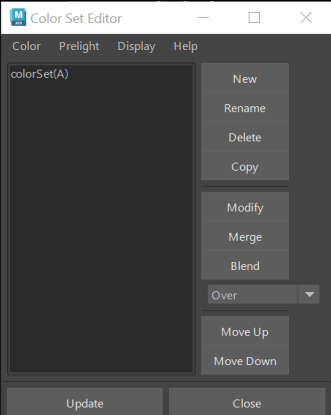 Color Set Editor
Color Prelight Display Help
colorSet(A)
New
Rename
Delete
Copy
Modify
Merge
Blend
Over
Move Up
Move Down
Update Close